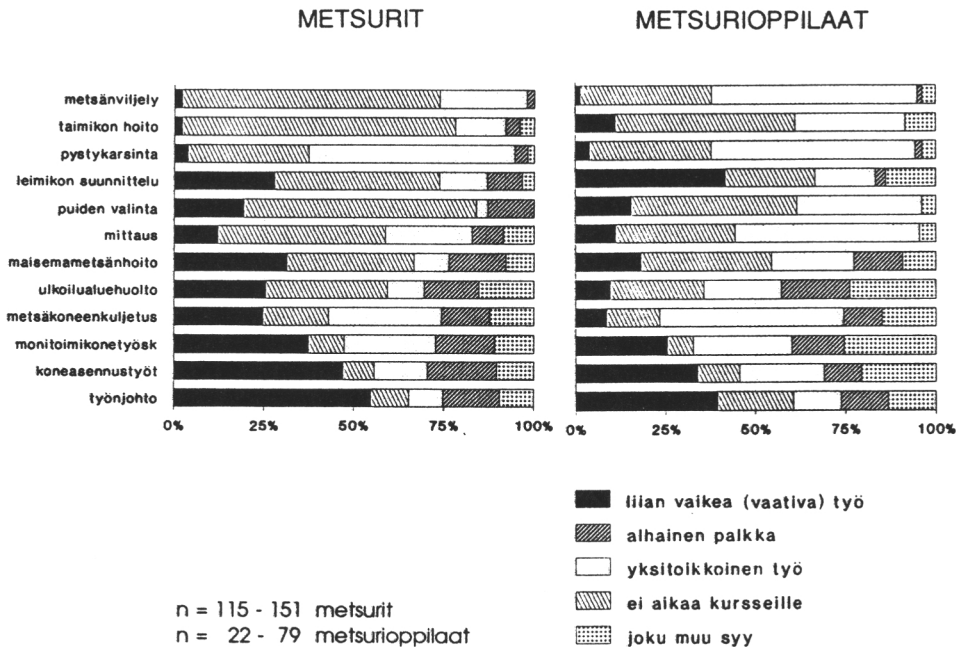 METSURIT
METSURIOPPILAAT
metsänviljely
taimikon hoito
pystykarsinta
leimikon suunnittelu
puiden valinta
mittaus
maisemametsänhoito
ulkoilualuehuolto
metsäkoneenkuljetus
monitoimikonetyösk
koneasennustyöt
työnjohto
0% 25% 50% 75% 100%
0% 25% 50% 75% 100%
liian vaikea (vaativa) työ
alhainen palkka
yksitoikkoinen työ
ei aikaa kursseille
joku muu syy
n = 115 - 151 metsurit
n = 22 - 79 metsurioppilaat